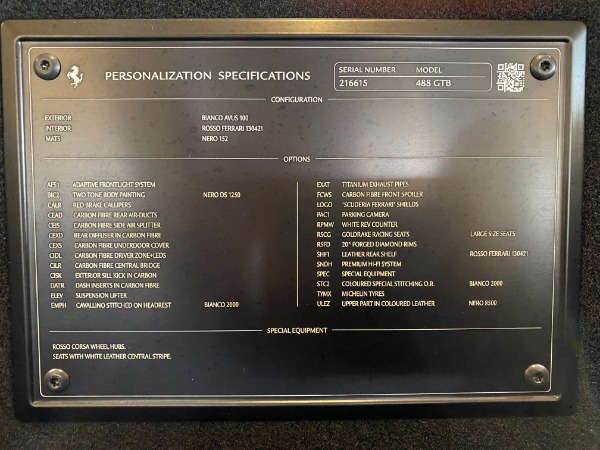 PERSONALIZATION SPECIFICATIONS
SERIAL NUMBER MODEL
216615 488 GTB
CONFIGURATION
EXTERIOR BIANCO AVUS 100
INTERIOR ROSSO FERRARI 130421
MATS NERO 152
OPTIONS
AFS1 ADAPTIVE FRONTLIGHT SYSTEM
BIC2 TWO TONE BODY PAINTING NERO DS 1250
CALR RED BRAKE CALLIPERS
CEAD CARBON FIBRE REAR AIR-DUCTS
CEIS CARBON FIBRE SIDE AIR SPLITTER
CEXD REAR DIFFUSER IN CARBON FIBRE
CEXS CARBON FIBRE UNDERDOOR COVER
CIDL CARBON FIBRE DRIVER ZONE+LEDS
CILR CARBON FIBRE CENTRAL BRIDGE
CISK EXTERIOR SILL KICK IN CARBON
DATR DASH INSERTS IN CARBON FIBRE
ELEV SUSPENSION LIFTER
EMPH CAVALLINO STITCHED ON HEADREST BIANCO 2000
EXAT TITANIUM EXHAUST PIPES
FCWS CARBON FIBRE FRONT SPOILER
LOGO "SCUDERIA FERRARI" SHIELDS
PAC1 PARKING CAMERA
RPMW WHITE REV COUNTER
RSCG GOLDRAKE RACING SEATS LARGE SIZE SEATS
RSFD 20" FORGED DIAMOND RIMS
SHF1 LEATHER REAR SHELF ROSSO FERRARI 130421
SNDH PREMIUM HI-FI SYSTEM
SPEC SPECIAL EQUIPMENT
STC2 COLOURED SPECIAL STITCHING O.R. BIANCO 2000
TYMX MICHELIN TYRES
ULEZ UPPER PART IN COLOURED LEATHER NERO 8500
SPECIAL EQUIPMENT
ROSSO CORSA WHEEL HUBS.
SEATS WITH WHITE LEATHER CENTRAL STRIPE.